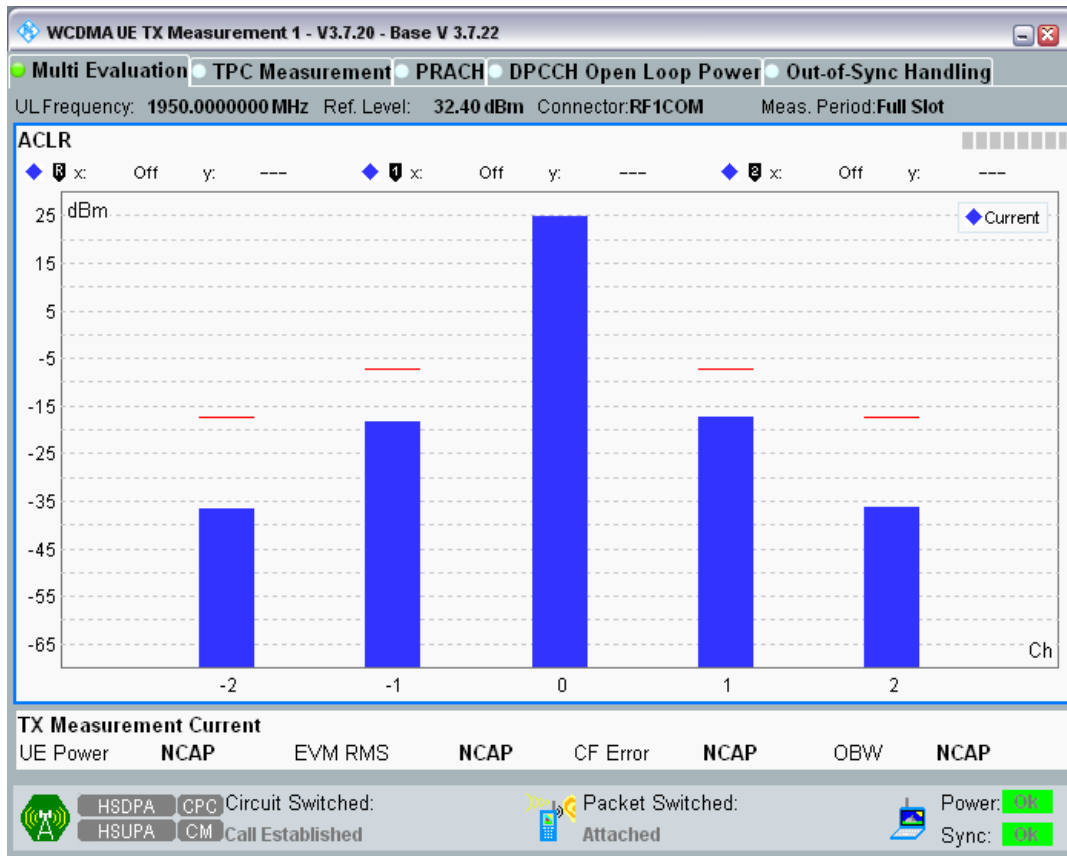 WCDMA UE TX Measurement 1 - V3.7.20 - Base V 3.7.22
Multi Evaluation TPC Measurement PRACH DPCCH Open Loop Power Out-of-Sync Handling
UL Frequency: 1950.0000000 MHz Ref. Level: 32.40 dBm Connector:RF1COM Meas. Period:Full Slot
ACLR
R x: Off y: --- 1 x: Off y: --- 2 x: Off y: ---
25 dBm
Current
15
5
-5
-15
-25
-35
-45
-55
-65
Ch
-2 -1 0 1 2
TX Measurement Current
UE Power NCAP EVM RMS NCAP CF Error NCAP OBW NCAP
HSDPA CPC Circuit Switched: Packet Switched: Power: Ok
HSUPA CM Call Established Attached Sync: Ok